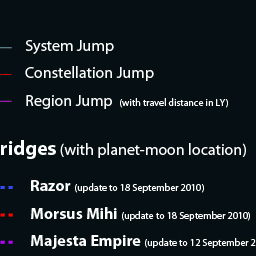 System Jump
Constellation Jump
Region Jump (with travel distance in LY)
ridges (with planet-moon location)
Razor (update to 18 September 2010)
Morsus Mihi (update to 18 September 2010)
Majesta Empire (update to 12 September 2